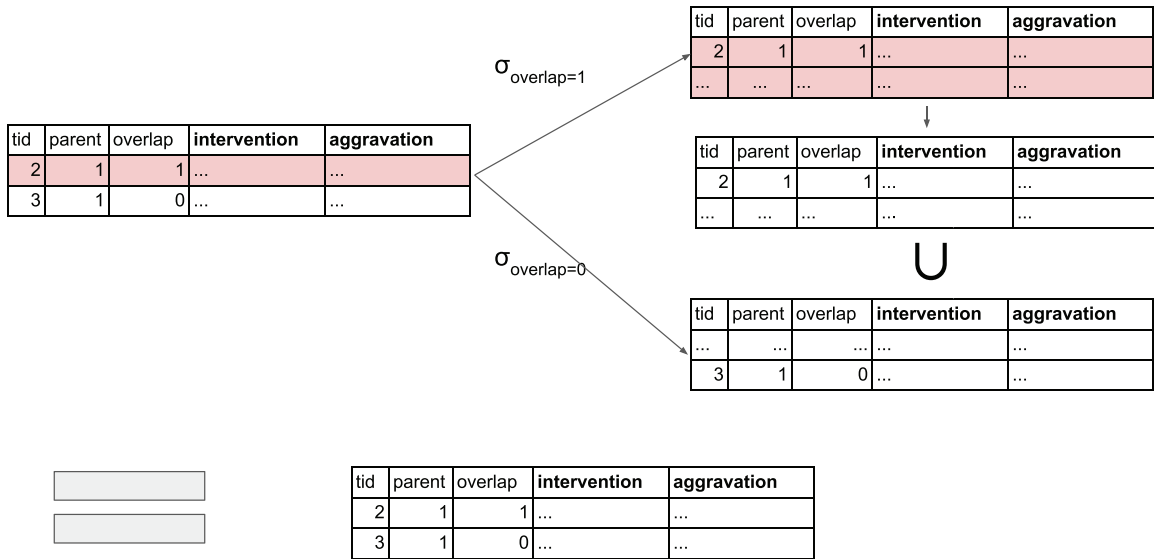 tid parent overlap intervention aggravation
2 1 1 ... ...
3 1 0 ... ...
σoverlap=1
σoverlap=0
tid parent overlap intervention aggravation
2 1 1 ... ...
... ... ... ... ...
tid parent overlap intervention aggravation
2 1 1 ... ...
... ... ... ... ...
∪
tid parent overlap intervention aggravation
... ... ... ... ...
3 1 0 ... ...
tid parent overlap intervention aggravation
2 1 1 ... ...
3 1 0 ... ...